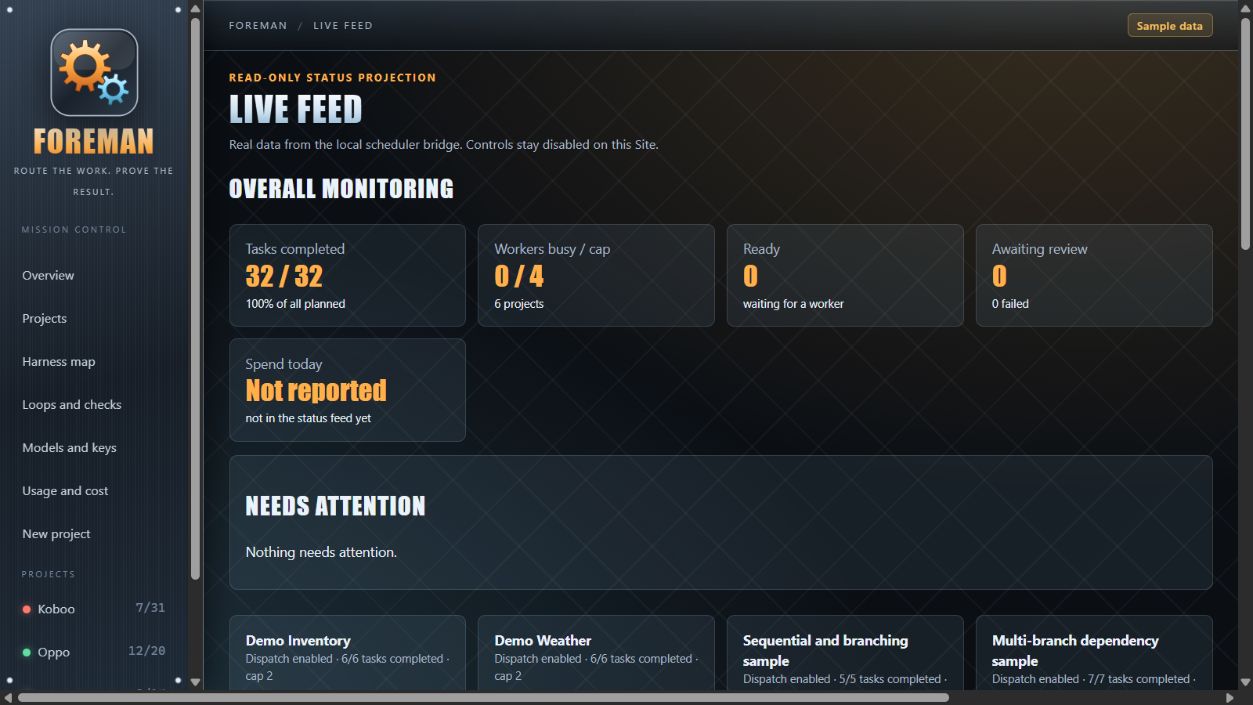 FOREMAN
ROUTE THE WORK. PROVE THE
RESULT.
MISSION CONTROL
Overview
Projects
Harness map
Loops and checks
Models and keys
Usage and cost
New project
PROJECTS
Koboo 7/31
Oppo 12/20
FOREMAN / LIVE FEED
Sample data
READ-ONLY STATUS PROJECTION
LIVE FEED
Real data from the local scheduler bridge. Controls stay disabled on this Site.
OVERALL MONITORING
Tasks completed
32 / 32
100% of all planned
Workers busy / cap
0 / 4
6 projects
Ready
0
waiting for a worker
Awaiting review
0
0 failed
Spend today
Not reported
not in the status feed yet
NEEDS ATTENTION
Nothing needs attention.
Demo Inventory
Dispatch enabled · 6/6 tasks completed ·
cap 2
Demo Weather
Dispatch enabled · 6/6 tasks completed ·
cap 2
Sequential and branching
sample
Dispatch enabled · 5/5 tasks completed ·
Multi-branch dependency
sample
Dispatch enabled · 7/7 tasks completed ·